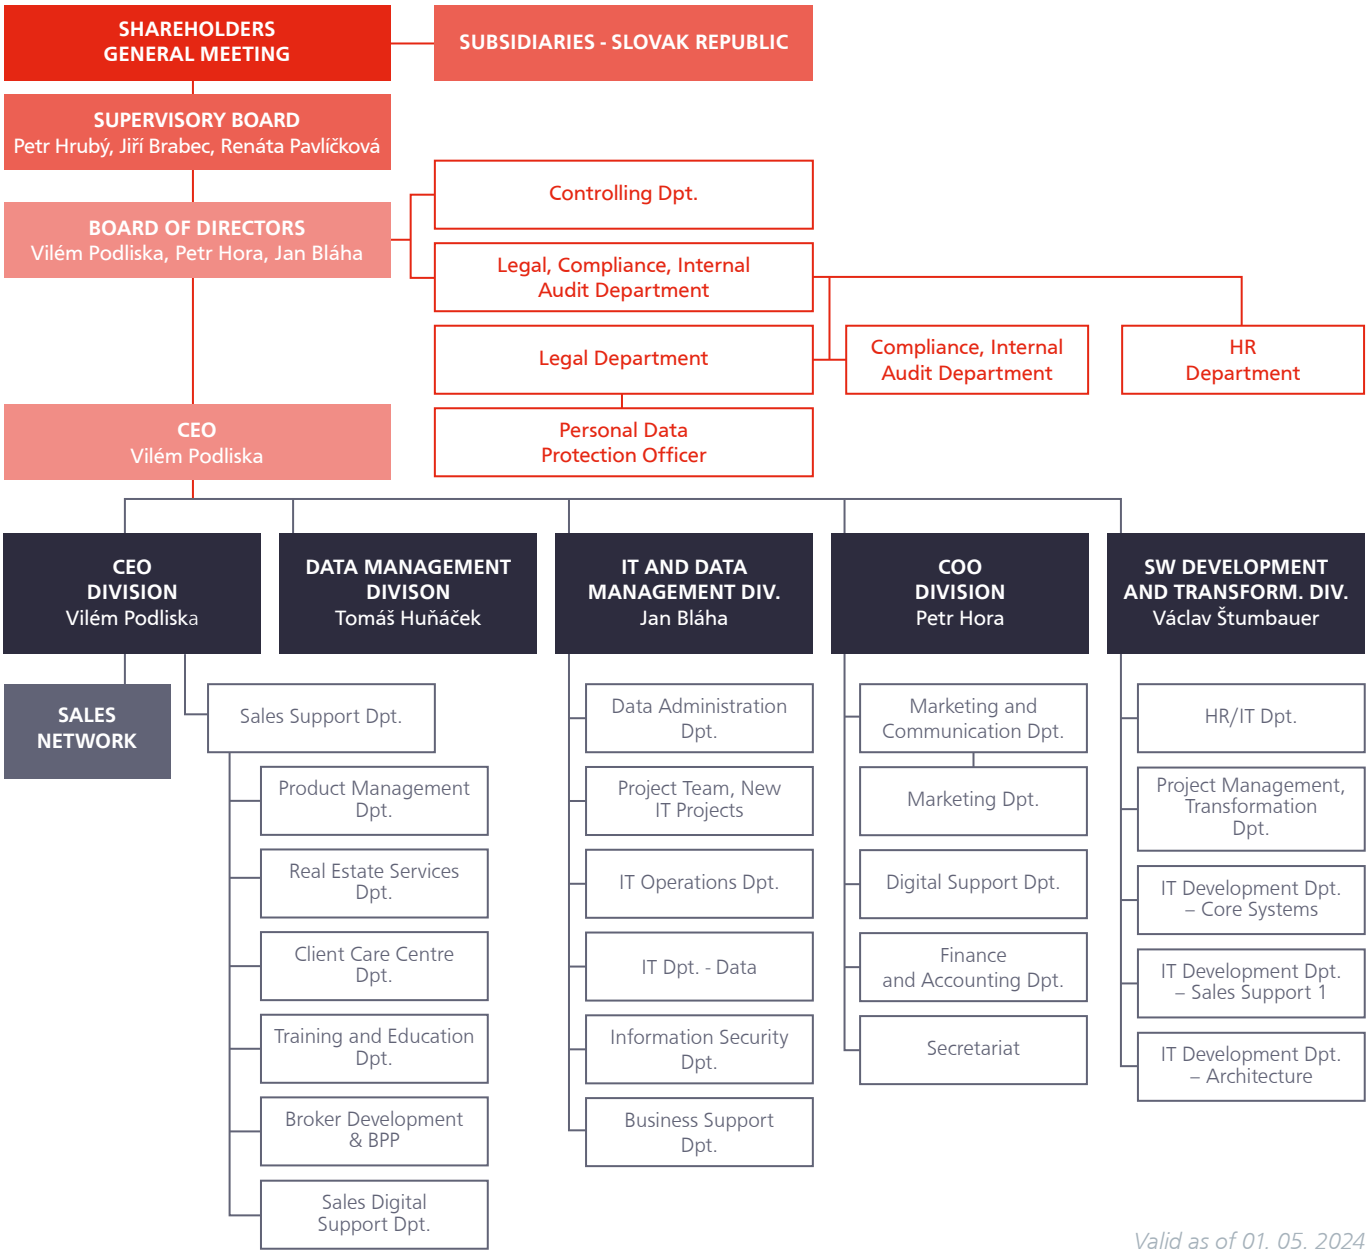 SHAREHOLDERS
GENERAL MEETING
SUBSIDIARIES - SLOVAK REPUBLIC
SUPERVISORY BOARD
Petr Hrubý, Jiří Brabec, Renáta Pavlíčková
BOARD OF DIRECTORS
Vilém Podliska, Petr Hora, Jan Bláha
Controlling Dpt.
Legal, Compliance, Internal
Audit Department
Legal Department
Compliance, Internal
Audit Department
HR
Department
Personal Data
Protection Officer
CEO
Vilém Podliska
CEO
DIVISION
Vilém Podliska
DATA MANAGEMENT
DIVISON
Tomáš Huňáček
IT AND DATA
MANAGEMENT DIV.
Jan Bláha
COO
DIVISION
Petr Hora
SW DEVELOPMENT
AND TRANSFORM. DIV.
Václav Štumbauer
SALES
NETWORK
Sales Support Dpt.
Product Management
Dpt.
Real Estate Services
Dpt.
Client Care Centre
Dpt.
Training and Education
Dpt.
Broker Development
& BPP
Sales Digital
Support Dpt.
Data Administration
Dpt.
Project Team, New
IT Projects
IT Operations Dpt.
IT Dpt. - Data
Information Security
Dpt.
Business Support
Dpt.
Marketing and
Communication Dpt.
Marketing Dpt.
Digital Support Dpt.
Finance
and Accounting Dpt.
Secretariat
HR/IT Dpt.
Project Management,
Transformation
Dpt.
IT Development Dpt.
– Core Systems
IT Development Dpt.
– Sales Support 1
IT Development Dpt.
– Architecture
Valid as of 01. 05. 2024